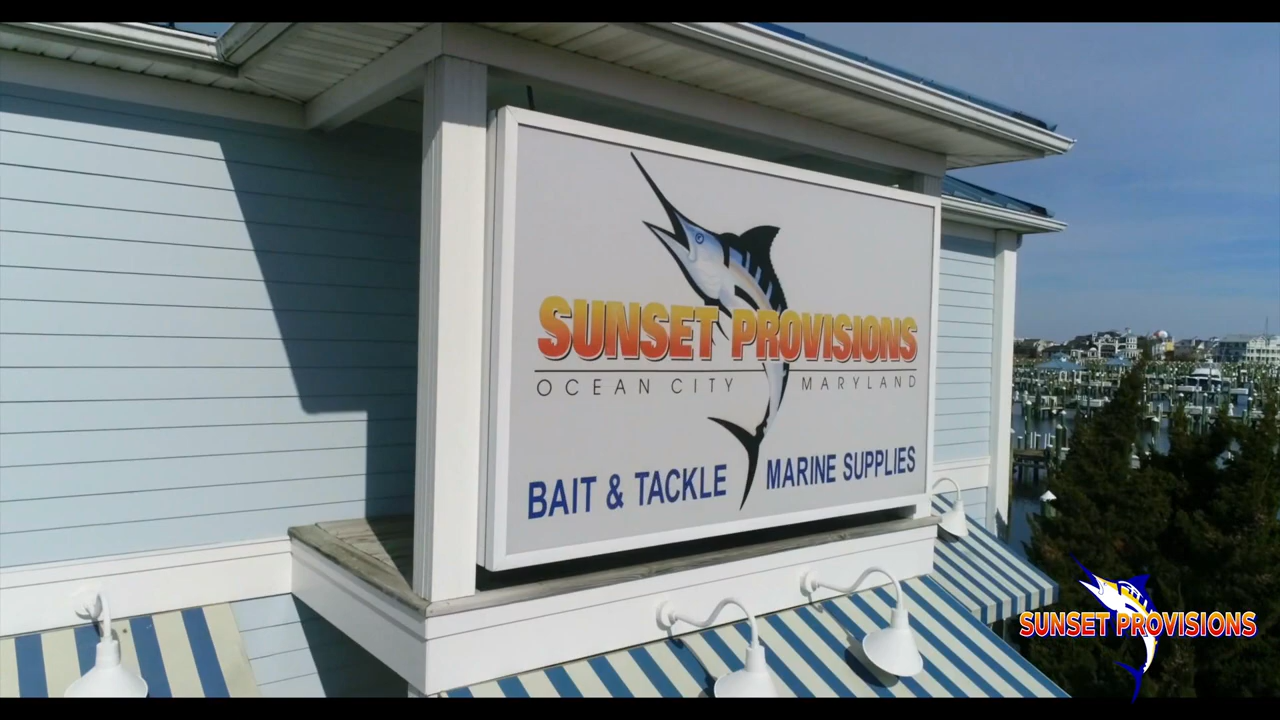 SUNSET PROVISIONS
OCEAN CITY MARYLAND
BAIT & TACKLE MARINE SUPPLIES
SUNSET PROVISIONS